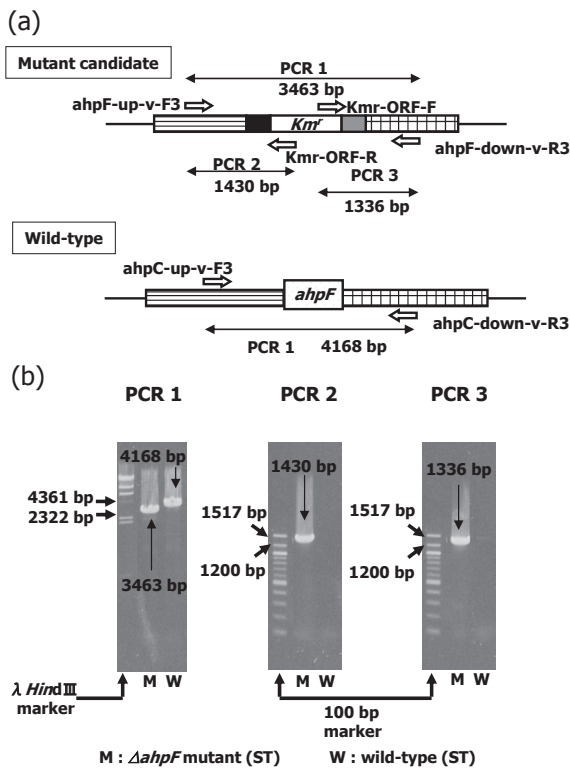 (a)
Mutant candidate
PCR 1
3463 bp
ahpF-up-v-F3
Kmr-ORF-F
Kmʳ
Kmr-ORF-R
ahpF-down-v-R3
PCR 2
1430 bp
PCR 3
1336 bp
Wild-type
ahpC-up-v-F3
ahpF
ahpC-down-v-R3
PCR 1 4168 bp
(b)
PCR 1 PCR 2 PCR 3
4168 bp
4361 bp
2322 bp
3463 bp
1430 bp
1517 bp
1200 bp
1336 bp
1517 bp
1200 bp
M W M W M W
λ HindⅢ
marker
100 bp
marker
M : ΔahpF mutant (ST) W : wild-type (ST)